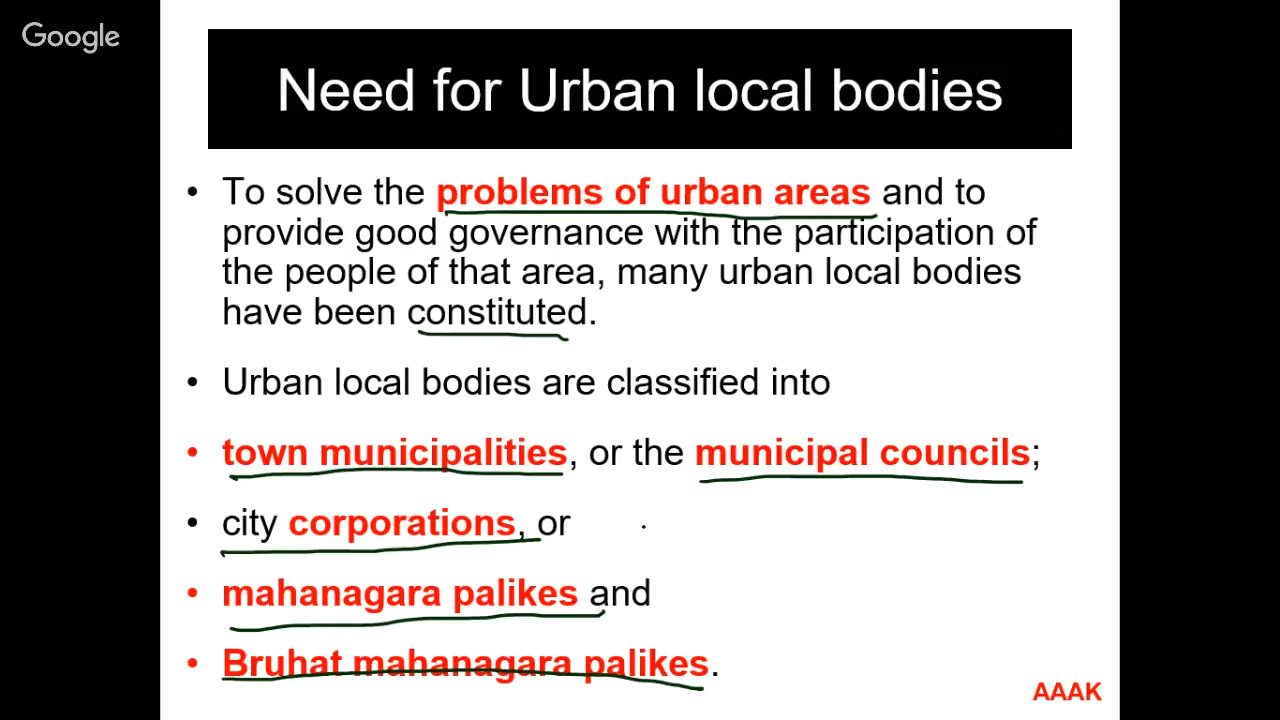 Google
Need for Urban local bodies
• To solve the problems of urban areas and to
provide good governance with the participation of
the people of that area, many urban local bodies
have been constituted.
• Urban local bodies are classified into
• town municipalities, or the municipal councils;
• city corporations, or
• mahanagara palikes and
• Bruhat mahanagara palikes.
AAAK